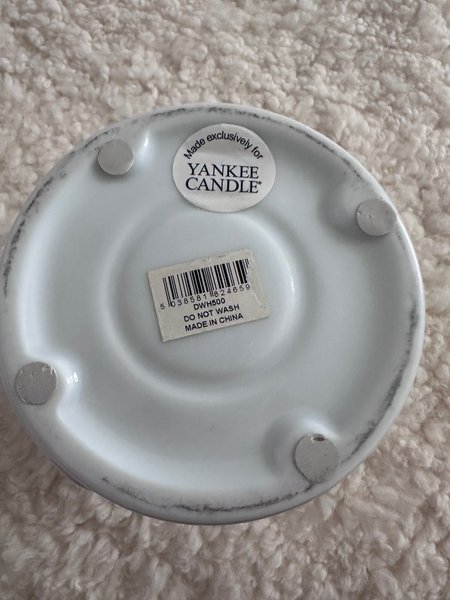 Made exclusively for
YANKEE
CANDLE®
5 038581 824659
DWH500
DO NOT WASH
MADE IN CHINA